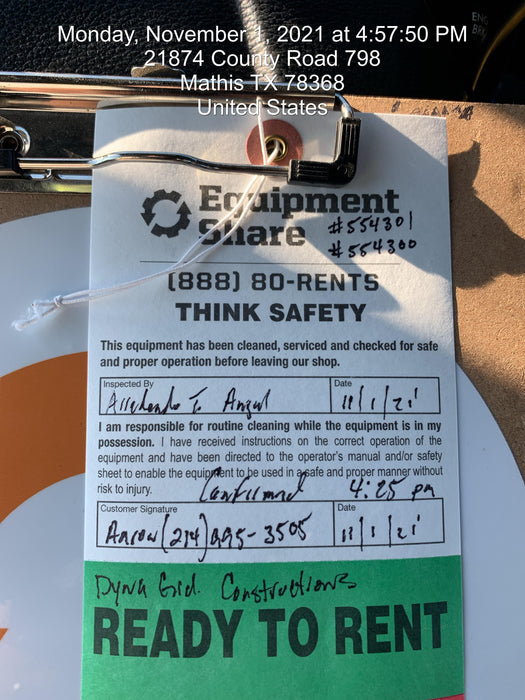 Monday, November 1, 2021 at 4:57:50 PM
21874 County Road 798
Mathis TX 78368
United States
Equipment
Share
#554301
#554300
(888) 80-RENTS
THINK SAFETY
This equipment has been cleaned, serviced and checked for safe
and proper operation before leaving our shop.
Inspected By
Date
11/1/21
I am responsible for routine cleaning while the equipment is in my
possession. I have received instructions on the correct operation of the
equipment and have been directed to the operator's manual and/or safety
sheet to enable the equipment to be used in a safe and proper manner without
risk to injury.
Confirmed 4:25 pm
Customer Signature
Date
Aaron (214) 995-3505
11/1/21
Dyna Grid Constructions
READY TO RENT